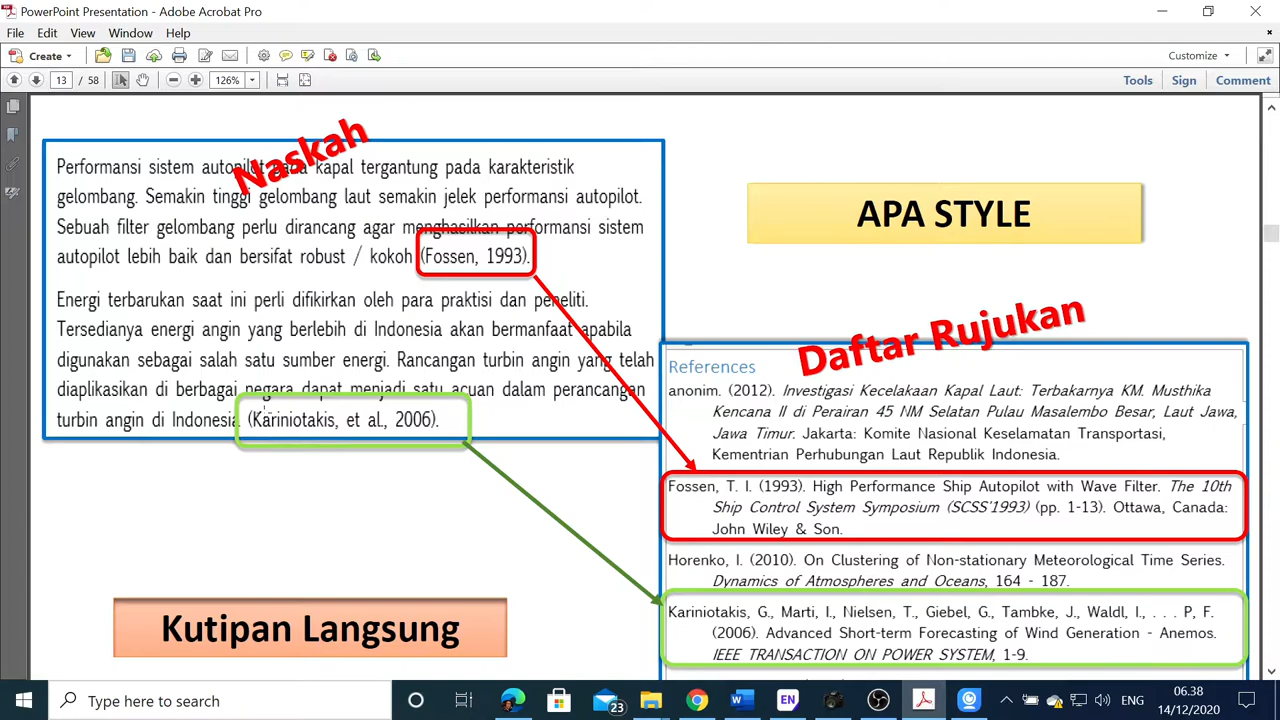 PowerPoint Presentation - Adobe Acrobat Pro
File Edit View Window Help
Create
Customize
13 / 58
126%
Tools Sign Comment
Naskah
Performansi sistem autopilot pada kapal tergantung pada karakteristik
gelombang. Semakin tinggi gelombang laut semakin jelek performansi autopilot.
Sebuah filter gelombang perlu dirancang agar menghasilkan performansi sistem
autopilot lebih baik dan bersifat robust / kokoh (Fossen, 1993).
Energi terbarukan saat ini perli difikirkan oleh para praktisi dan peneliti.
Tersedianya energi angin yang berlebih di Indonesia akan bermanfaat apabila
digunakan sebagai salah satu sumber energi. Rancangan turbin angin yang telah
diaplikasikan di berbagai negara dapat menjadi satu acuan dalam perancangan
turbin angin di Indonesia. (Kariniotakis, et al., 2006).
APA STYLE
Daftar Rujukan
References
anonim. (2012). Investigasi Kecelakaan Kapal Laut: Terbakarnya KM. Musthika
Kencana II di Perairan 45 NM Selatan Pulau Masalembo Besar, Laut Jawa,
Jawa Timur. Jakarta: Komite Nasional Keselamatan Transportasi,
Kementrian Perhubungan Laut Republik Indonesia.
Fossen, T. I. (1993). High Performance Ship Autopilot with Wave Filter. The 10th
Ship Control System Symposium (SCSS'1993) (pp. 1-13). Ottawa, Canada:
John Wiley & Son.
Horenko, I. (2010). On Clustering of Non-stationary Meteorological Time Series.
Dynamics of Atmospheres and Oceans, 164 - 187.
Kariniotakis, G., Marti, I., Nielsen, T., Giebel, G., Tambke, J., Waldl, I., . . . P, F.
(2006). Advanced Short-term Forecasting of Wind Generation - Anemos.
IEEE TRANSACTION ON POWER SYSTEM, 1-9.
Kutipan Langsung
Type here to search
23
EN
ENG
06.38
14/12/2020